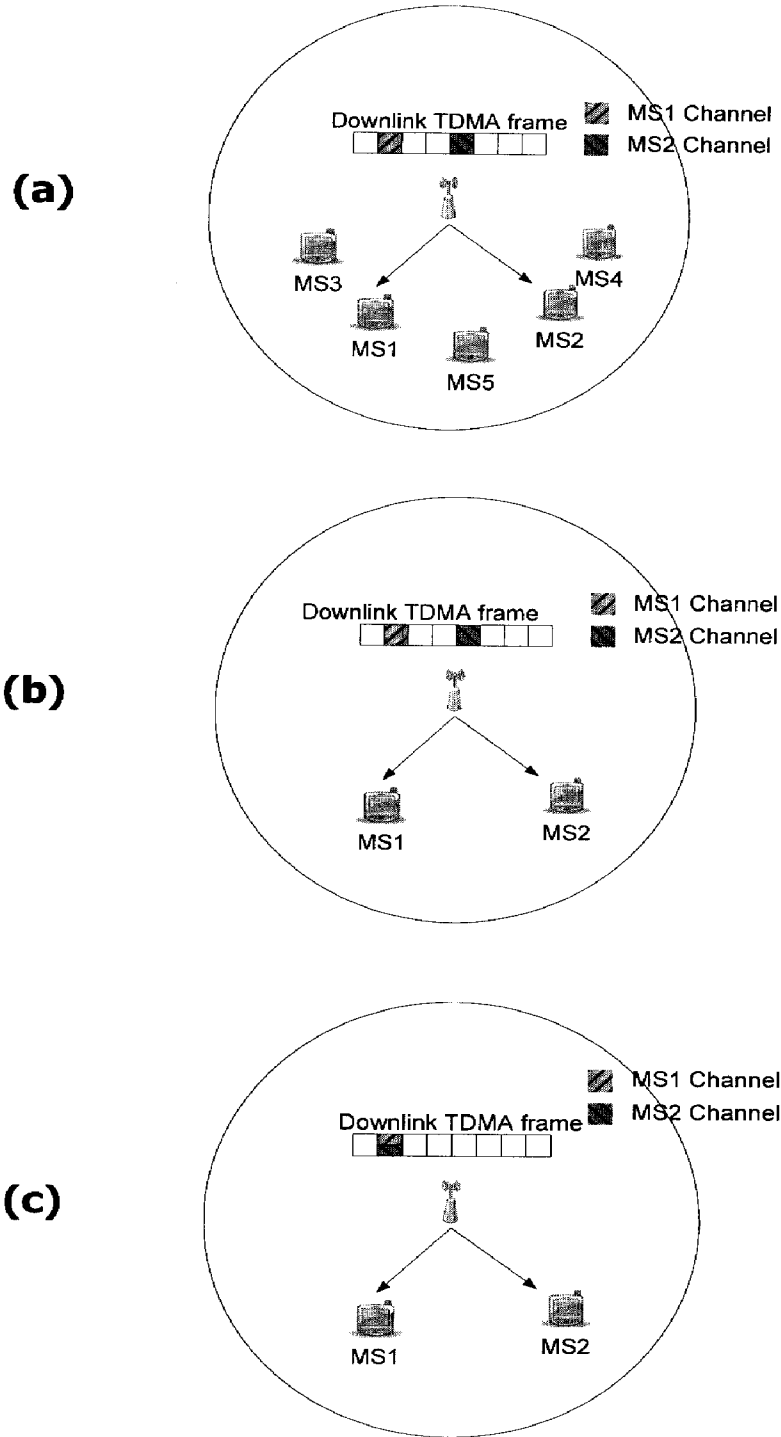 MS1 Channel
Downlink TDMA frame
MS2 Channel
(a)
MS3
MS4
MS1
MS2
MS5
MS1 Channel
Downlink TDMA frame
MS2 Channel
(b)
MS1
MS2
MS1 Channel
MS2 Channel
Downlink TDMA frame
(c)
MS1
MS2